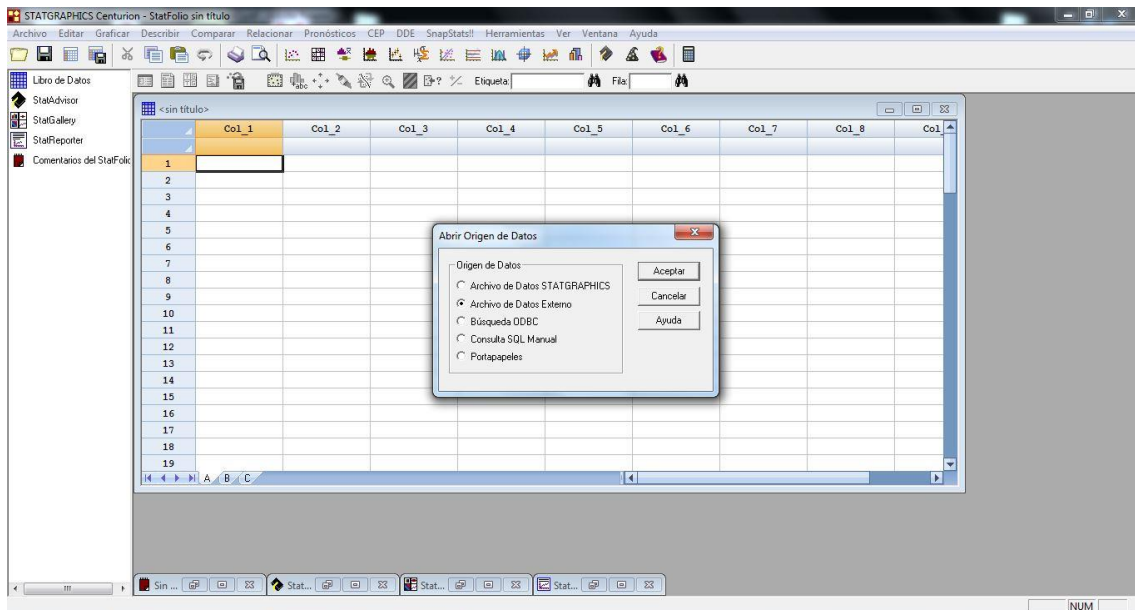 STATGRAPHICS Centurion - StatFolio sin título
Archivo Editar Graficar Describir Comparar Relacionar Pronósticos CEP DDE SnapStats!! Herramientas Ver Ventana Ayuda
Etiqueta: Fila:
Libro de Datos
StatAdvisor
StatGallery
StatReporter
Comentarios del StatFolio
<sin título>
Col_1 Col_2 Col_3 Col_4 Col_5 Col_6 Col_7 Col_8 Col_
1
2
3
4
5
6
7
8
9
10
11
12
13
14
15
16
17
18
19
A B C
Abrir Origen de Datos
Origen de Datos
Archivo de Datos STATGRAPHICS
Archivo de Datos Externo
Búsqueda ODBC
Consulta SQL Manual
Portapapeles
Aceptar
Cancelar
Ayuda
Sin ... Stat... Stat... Stat...
NUM